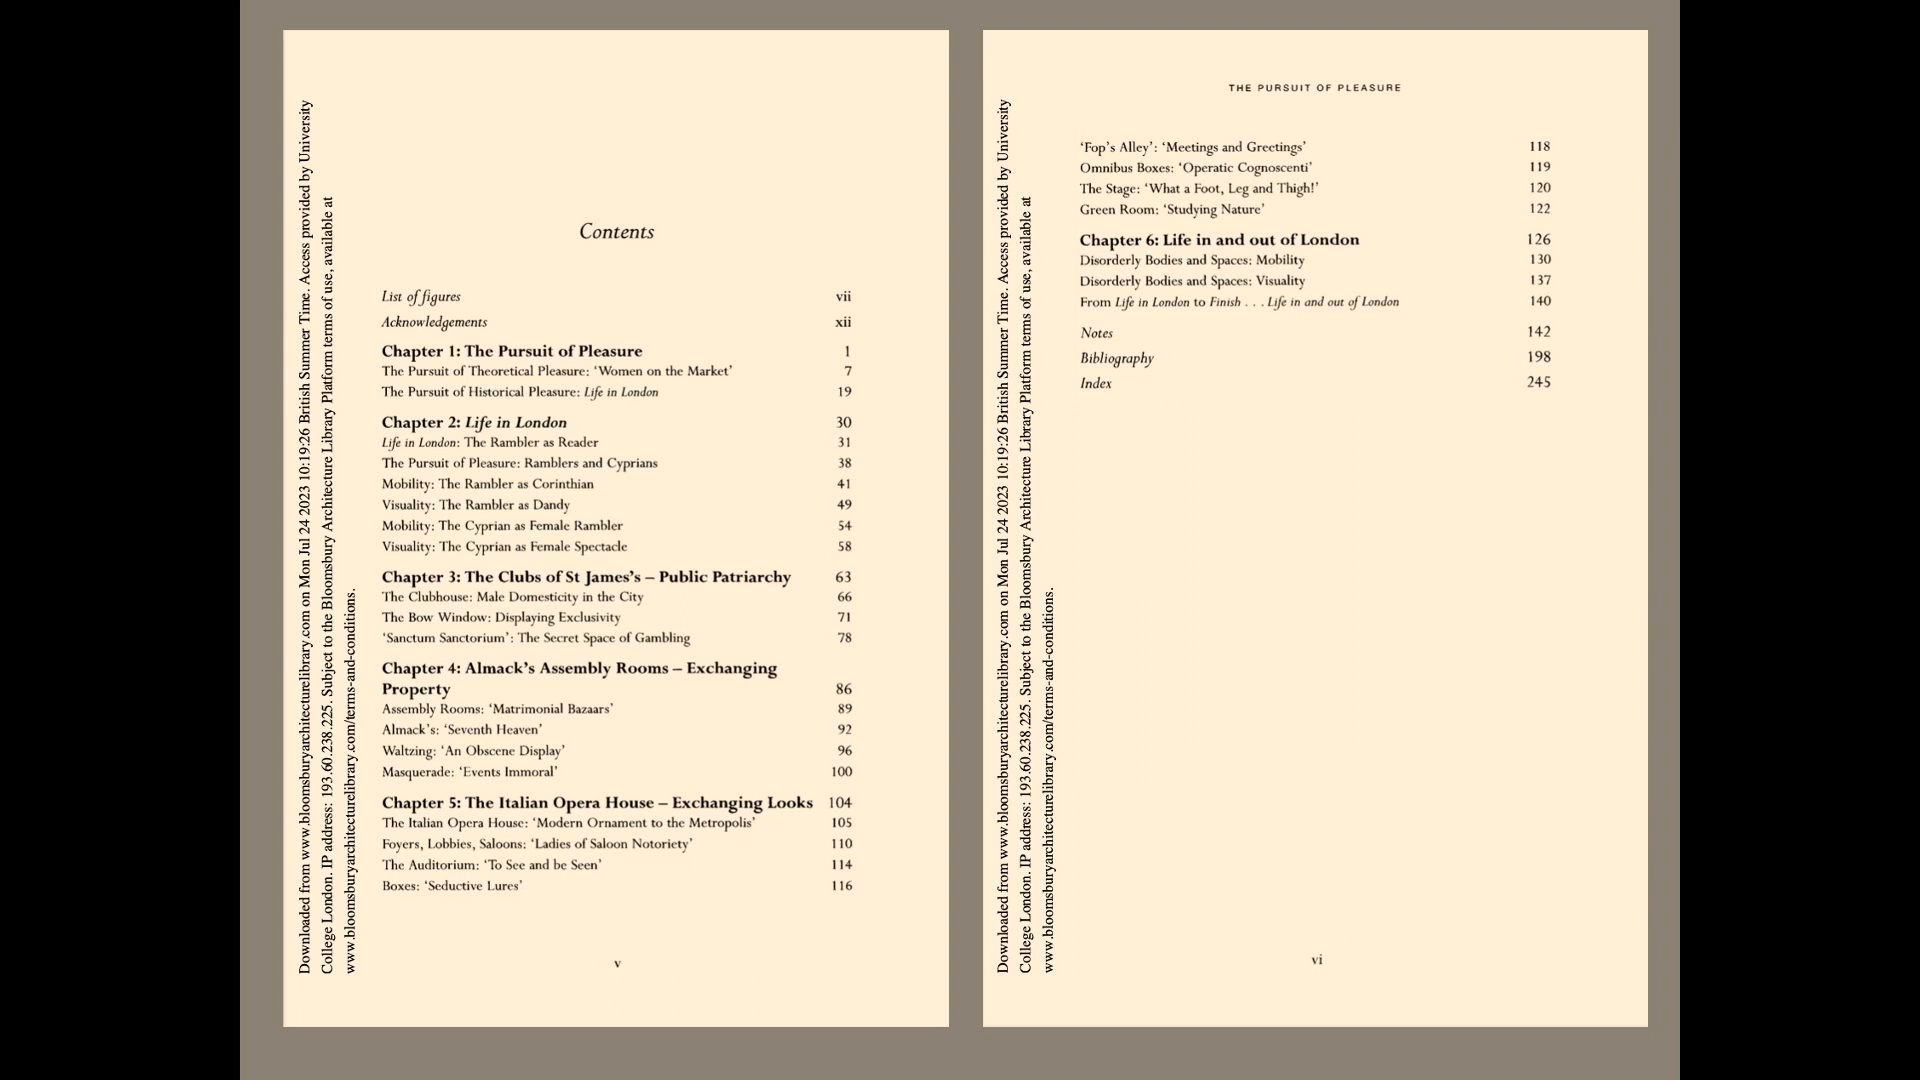 Downloaded from www.bloomsburyarchitecturelibrary.com on Mon Jul 24 2023 10:19:26 British Summer Time. Access provided by University
College London. IP address: 193.60.238.225. Subject to the Bloomsbury Architecture Library Platform terms of use, available at
www.bloomsburyarchitecturelibrary.com/terms-and-conditions.
Contents
List of figures vii
Acknowledgements xii
Chapter 1: The Pursuit of Pleasure 1
The Pursuit of Theoretical Pleasure: ‘Women on the Market’ 7
The Pursuit of Historical Pleasure: Life in London 19
Chapter 2: Life in London 30
Life in London: The Rambler as Reader 31
The Pursuit of Pleasure: Ramblers and Cyprians 38
Mobility: The Rambler as Corinthian 41
Visuality: The Rambler as Dandy 49
Mobility: The Cyprian as Female Rambler 54
Visuality: The Cyprian as Female Spectacle 58
Chapter 3: The Clubs of St James’s – Public Patriarchy 63
The Clubhouse: Male Domesticity in the City 66
The Bow Window: Displaying Exclusivity 71
‘Sanctum Sanctorium’: The Secret Space of Gambling 78
Chapter 4: Almack’s Assembly Rooms – Exchanging
Property 86
Assembly Rooms: ‘Matrimonial Bazaars’ 89
Almack’s: ‘Seventh Heaven’ 92
Waltzing: ‘An Obscene Display’ 96
Masquerade: ‘Events Immoral’ 100
Chapter 5: The Italian Opera House – Exchanging Looks 104
The Italian Opera House: ‘Modern Ornament to the Metropolis’ 105
Foyers, Lobbies, Saloons: ‘Ladies of Saloon Notoriety’ 110
The Auditorium: ‘To See and be Seen’ 114
Boxes: ‘Seductive Lures’ 116
v
Downloaded from www.bloomsburyarchitecturelibrary.com on Mon Jul 24 2023 10:19:26 British Summer Time. Access provided by University
College London. IP address: 193.60.238.225. Subject to the Bloomsbury Architecture Library Platform terms of use, available at
www.bloomsburyarchitecturelibrary.com/terms-and-conditions.
THE PURSUIT OF PLEASURE
‘Fop’s Alley’: ‘Meetings and Greetings’ 118
Omnibus Boxes: ‘Operatic Cognoscenti’ 119
The Stage: ‘What a Foot, Leg and Thigh!’ 120
Green Room: ‘Studying Nature’ 122
Chapter 6: Life in and out of London 126
Disorderly Bodies and Spaces: Mobility 130
Disorderly Bodies and Spaces: Visuality 137
From Life in London to Finish . . . Life in and out of London 140
Notes 142
Bibliography 198
Index 245
vi